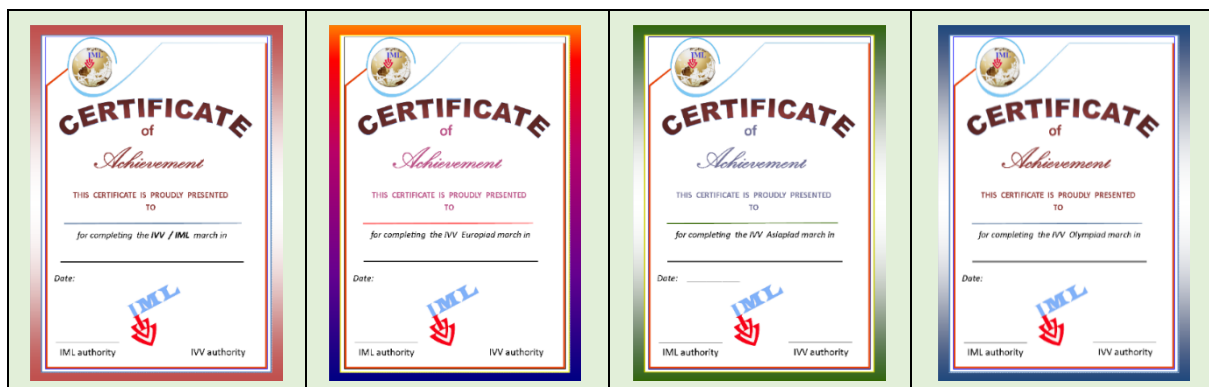 IML
CERTIFICATE
of
Achievement
THIS CERTIFICATE IS PROUDLY PRESENTED
TO
for completing the IVV / IML march in
Date:
IML
IML authority IVV authority
IML
CERTIFICATE
of
Achievement
THIS CERTIFICATE IS PROUDLY PRESENTED
TO
for completing the IVV Europiad march in
Date:
IML
IML authority IVV authority
IML
CERTIFICATE
of
Achievement
THIS CERTIFICATE IS PROUDLY PRESENTED
TO
for completing the IVV Asiapiad march in
Date:
IML
IML authority IVV authority
IML
CERTIFICATE
of
Achievement
THIS CERTIFICATE IS PROUDLY PRESENTED
TO
for completing the IVV Olympiad march in
Date:
IML
IML authority IVV authority